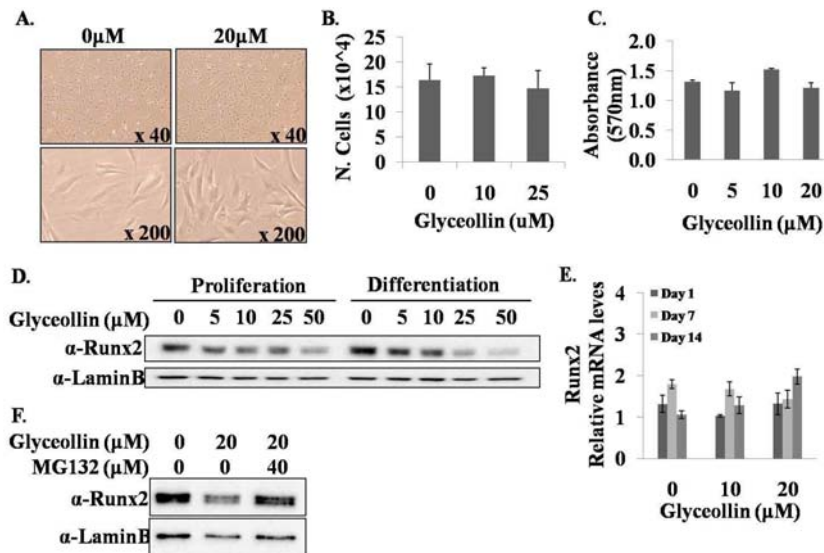 A.
0µM
20µM
x 40
x 40
x 200
x 200
B.
N. Cells (x10^4)
25
20
15
10
5
0
0 10 25
Glyceollin (uM)
C.
Absorbance
(570nm)
2.0
1.5
1.0
0.5
0.0
0 5 10 20
Glyceollin (µM)
D.
Proliferation Differentiation
Glyceollin (µM) 0 5 10 25 50 0 5 10 25 50
α-Runx2
α-LaminB
E.
Runx2
Relative mRNA leves
4
3
2
1
0
Day 1
Day 7
Day 14
0 10 20
Glyceollin (µM)
F.
Glyceollin (µM) 0 20 20
MG132 (µM) 0 0 40
α-Runx2
α-LaminB